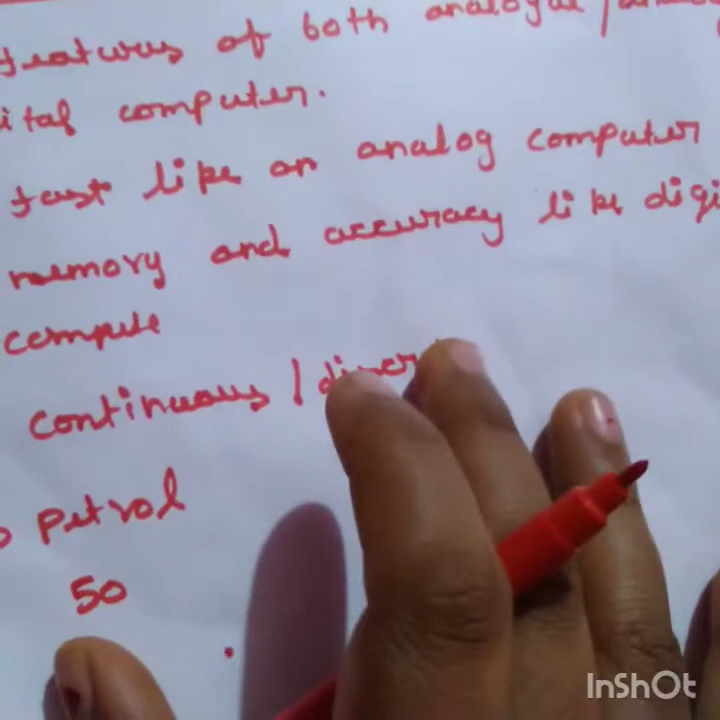 features of both analogue /
ital computer.
fast like an analog computer
memory and accuracy like digi
compute
continuous /
petrol
50
InShOt